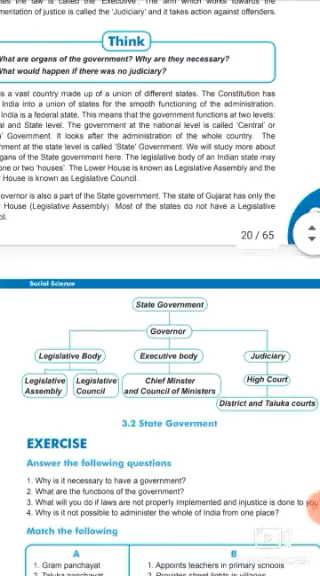 mentation of justice is called the 'Judiciary' and it takes action against offenders.
Think
What are organs of the government? Why are they necessary?
What would happen if there was no judiciary?
is a vast country made up of a union of different states. The Constitution has
India into a union of states for the smooth functioning of the administration.
India is a federal state. This means that the government functions at two levels:
al and State level. The government at the national level is called 'Central' or
' Government. It looks after the administration of the whole country. The
nment at the state level is called 'State' Government. We will study more about
gans of the State government here. The legislative body of an Indian state may
one or two 'houses'. The Lower House is known as Legislative Assembly and the
House is known as Legislative Council.
overnor is also a part of the State government. The state of Gujarat has only the
House (Legislative Assembly) Most of the states do not have a Legislative
cil.
20 / 65
Social Science
State Government
Governor
Legislative Body Executive body Judiciary
Legislative Assembly Legislative Council Chief Minster and Council of Ministers High Court
District and Taluka courts
3.2 State Goverment
EXERCISE
Answer the following questions
1. Why is it necessary to have a government?
2. What are the functions of the government?
3. What will you do if laws are not properly implemented and injustice is done to you
4. Why is it not possible to administer the whole of India from one place?
Match the following
A B
1. Gram panchayat 1. Appoints teachers in primary schools
2. Taluka panchayat 2. Provides street lights in villages